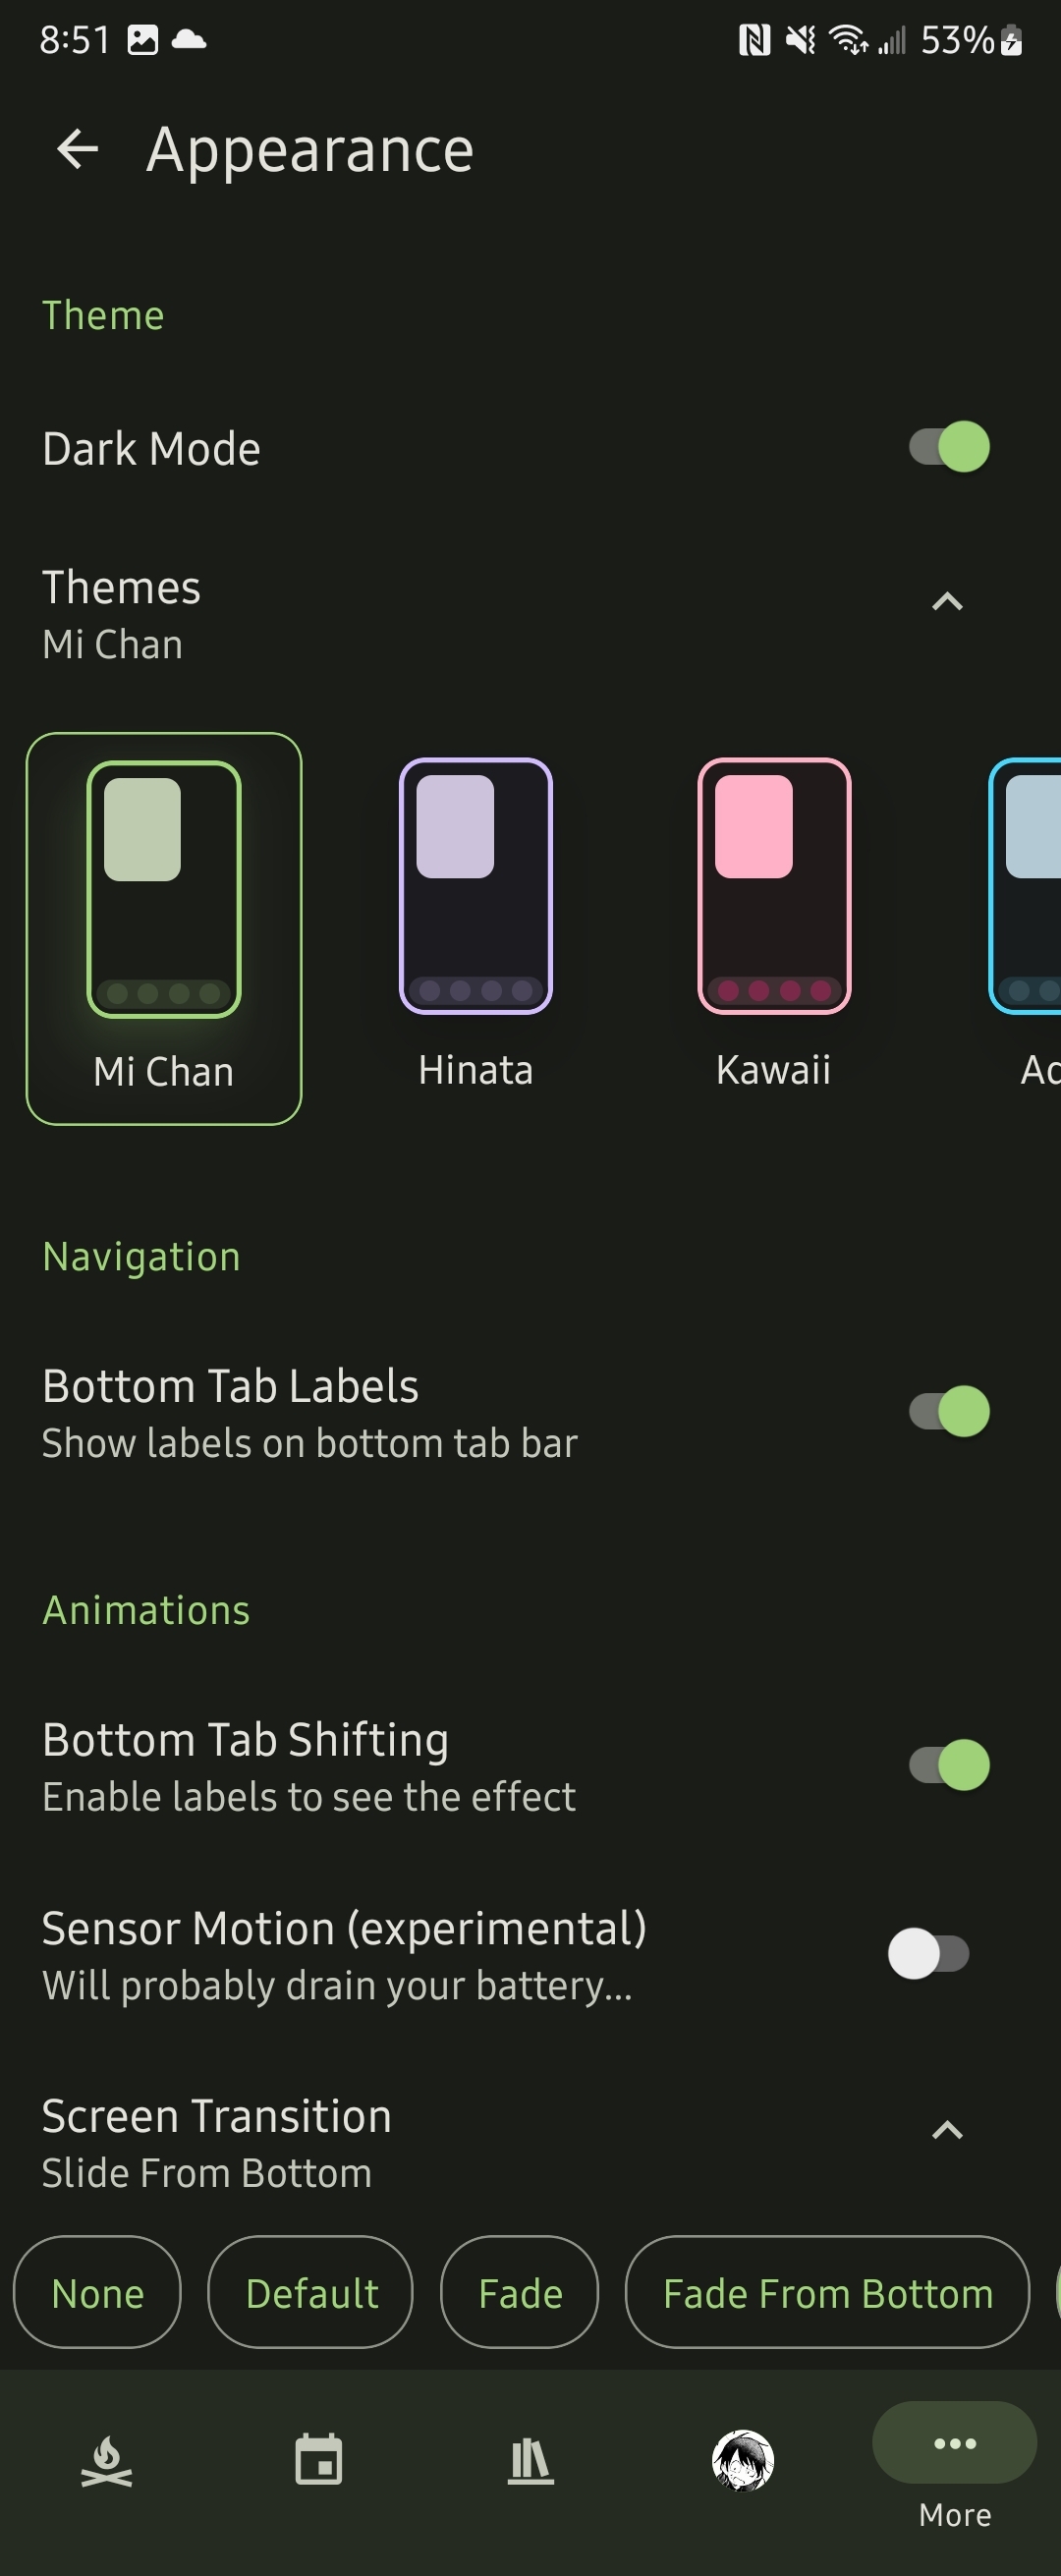 8:51
53%
Appearance
Theme
Dark Mode
Themes
Mi Chan
Mi Chan
Hinata
Kawaii
Navigation
Bottom Tab Labels
Show labels on bottom tab bar
Animations
Bottom Tab Shifting
Enable labels to see the effect
Sensor Motion (experimental)
Will probably drain your battery...
Screen Transition
Slide From Bottom
None
Default
Fade
Fade From Bottom
More